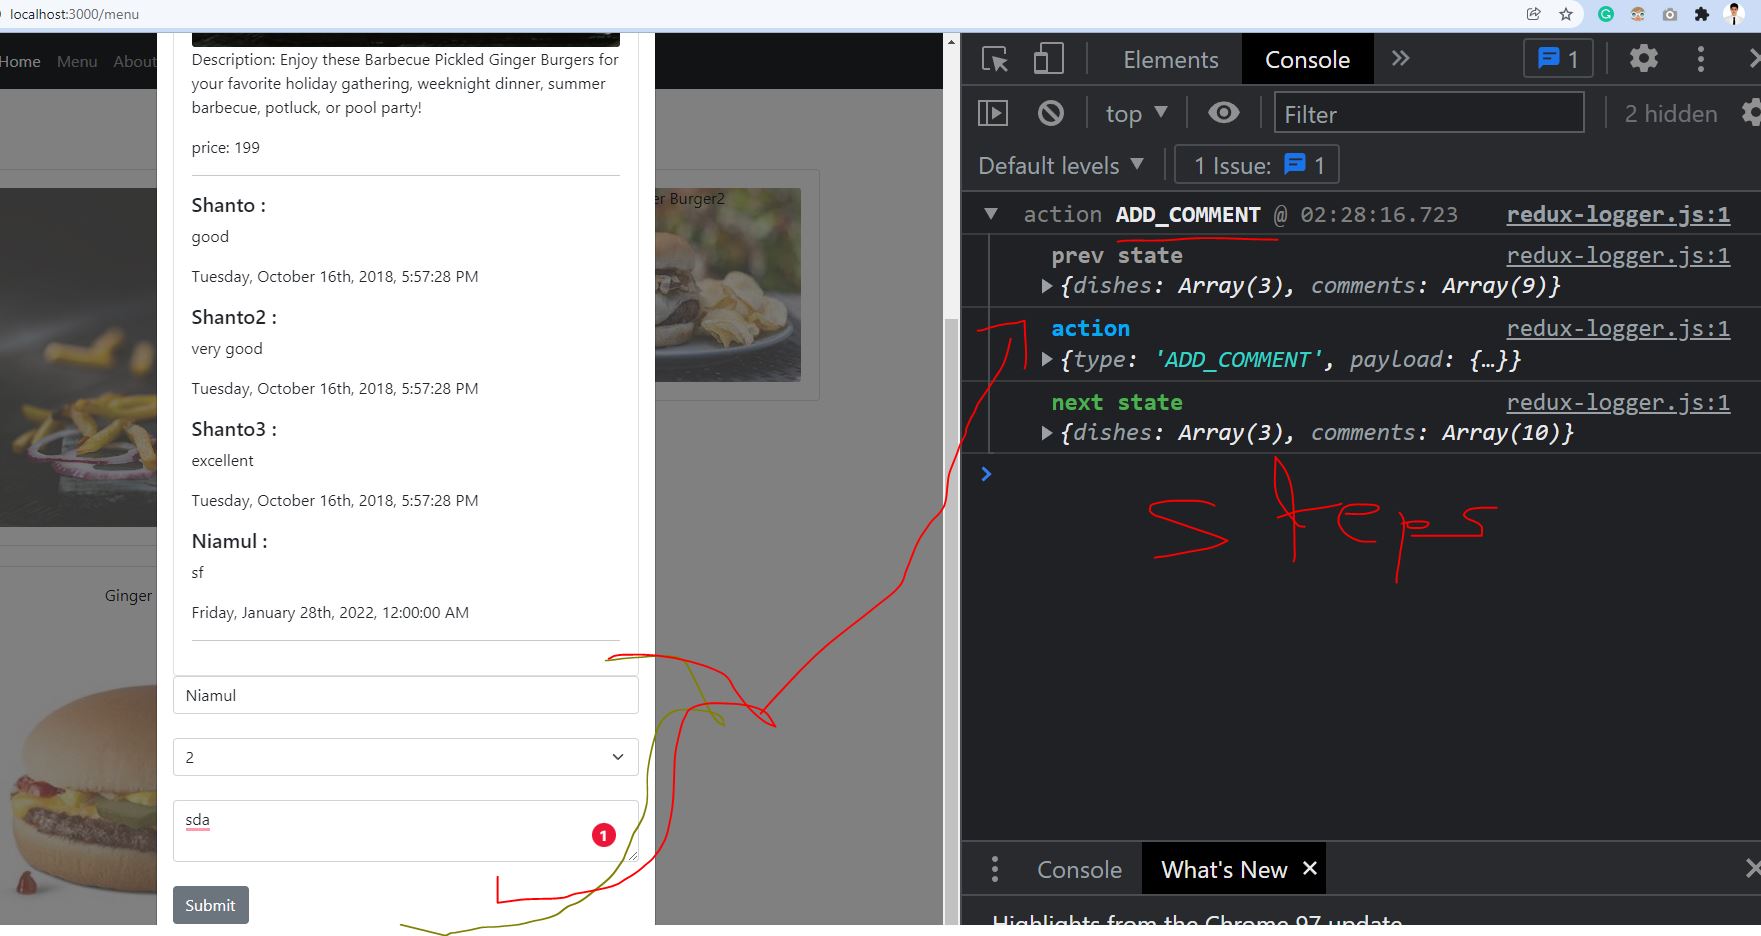 localhost:3000/menu
Home Menu About
Description: Enjoy these Barbecue Pickled Ginger Burgers for
your favorite holiday gathering, weeknight dinner, summer
barbecue, potluck, or pool party!
price: 199
Shanto :
good
Tuesday, October 16th, 2018, 5:57:28 PM
Shanto2 :
very good
Tuesday, October 16th, 2018, 5:57:28 PM
Shanto3 :
excellent
Tuesday, October 16th, 2018, 5:57:28 PM
Niamul :
sf
Friday, January 28th, 2022, 12:00:00 AM
Niamul
2
sda
1
Submit
er Burger2
Ginger
Elements Console 1
top Filter 2 hidden
Default levels 1 Issue: 1
action ADD_COMMENT @ 02:28:16.723 redux-logger.js:1
prev state redux-logger.js:1
{dishes: Array(3), comments: Array(9)}
action redux-logger.js:1
{type: 'ADD_COMMENT', payload: {…}}
next state redux-logger.js:1
{dishes: Array(3), comments: Array(10)}
steps
Console What's New
Highlights from the Chrome 97 update